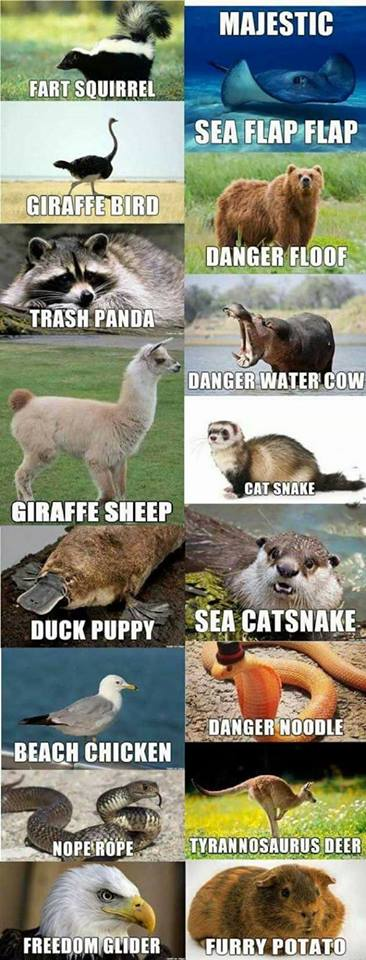 FART SQUIRREL
GIRAFFE BIRD
TRASH PANDA
GIRAFFE SHEEP
DUCK PUPPY
BEACH CHICKEN
NOPE ROPE
FREEDOM GLIDER
MAJESTIC
SEA FLAP FLAP
DANGER FLOOF
DANGER WATER COW
CAT SNAKE
SEA CATSNAKE
DANGER NOODLE
TYRANNOSAURUS DEER
FURRY POTATO